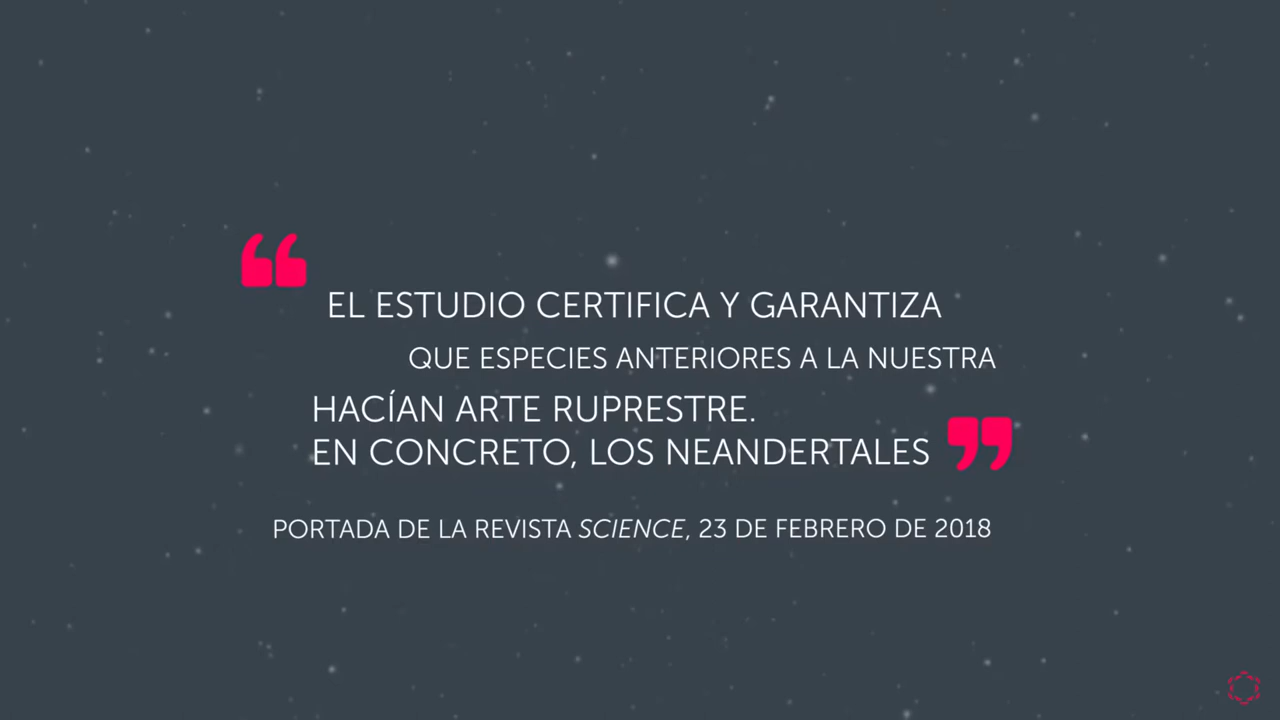 “ EL ESTUDIO CERTIFICA Y GARANTIZA
QUE ESPECIES ANTERIORES A LA NUESTRA
HACÍAN ARTE RUPRESTRE.
EN CONCRETO, LOS NEANDERTALES ”
PORTADA DE LA REVISTA SCIENCE, 23 DE FEBRERO DE 2018